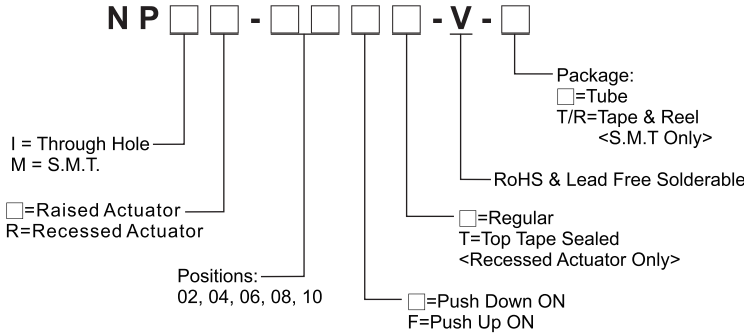 NP□□-□□□□-V-□
Package:
□=Tube
T/R=Tape & Reel
<S.M.T Only>
I = Through Hole
M = S.M.T.
RoHS & Lead Free Solderable
□=Raised Actuator
R=Recessed Actuator
□=Regular
T=Top Tape Sealed
<Recessed Actuator Only>
Positions:
02, 04, 06, 08, 10
□=Push Down ON
F=Push Up ON